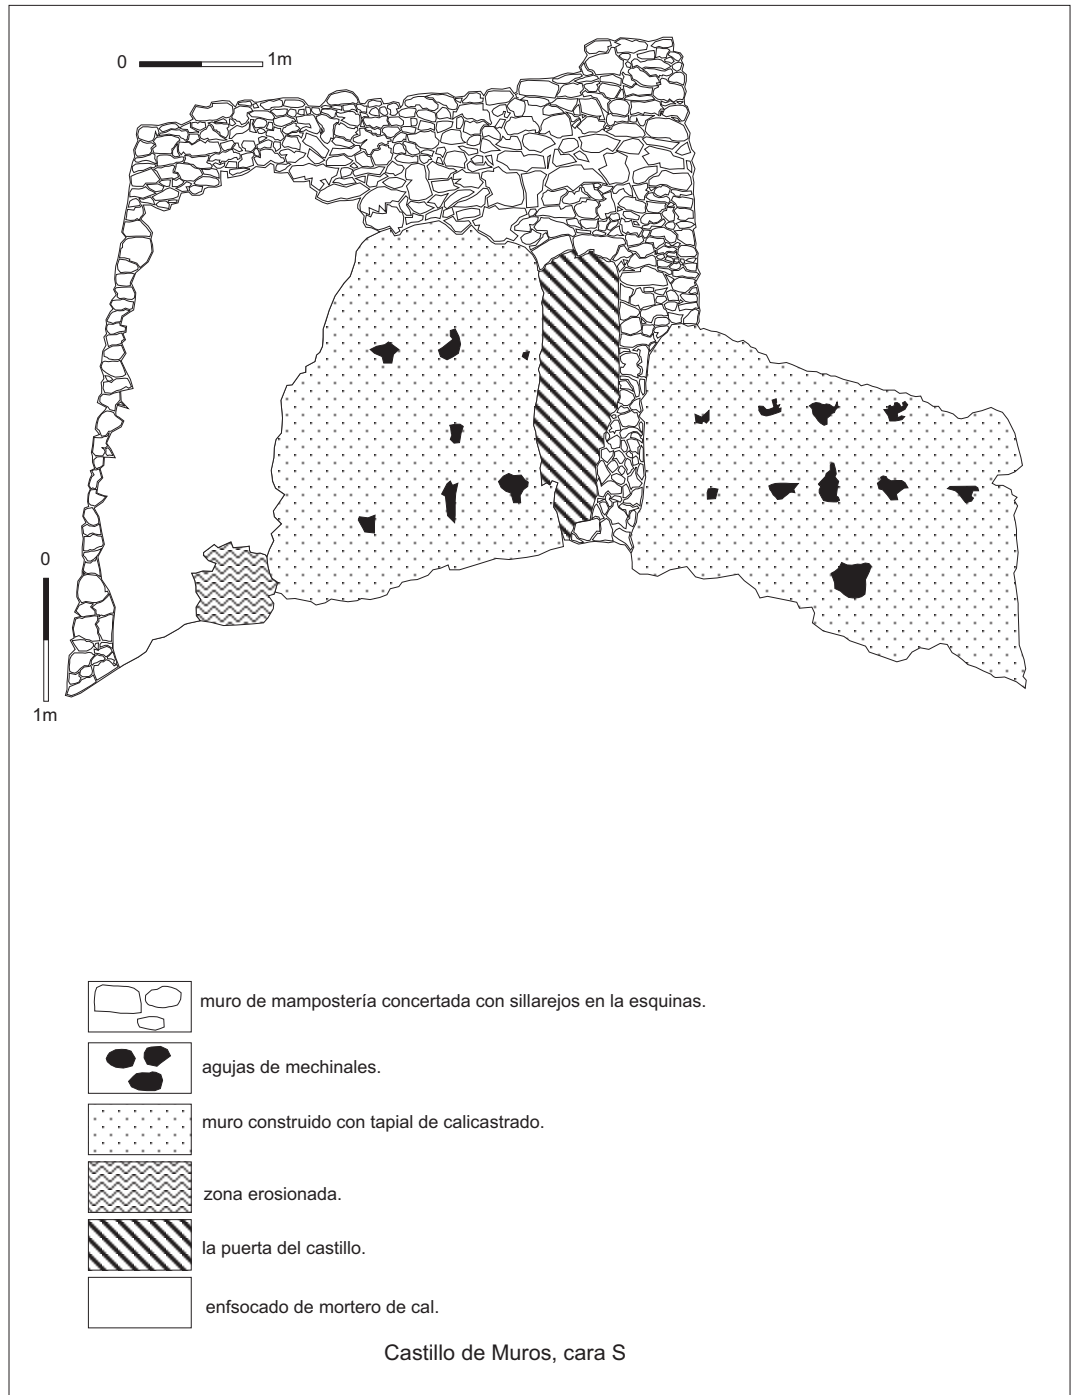 0 1m
0
1m
muro de mampostería concertada con sillarejos en la esquinas.
agujas de mechinales.
muro construido con tapial de calicastrado.
zona erosionada.
la puerta del castillo.
enfsocado de mortero de cal.
Castillo de Muros, cara S